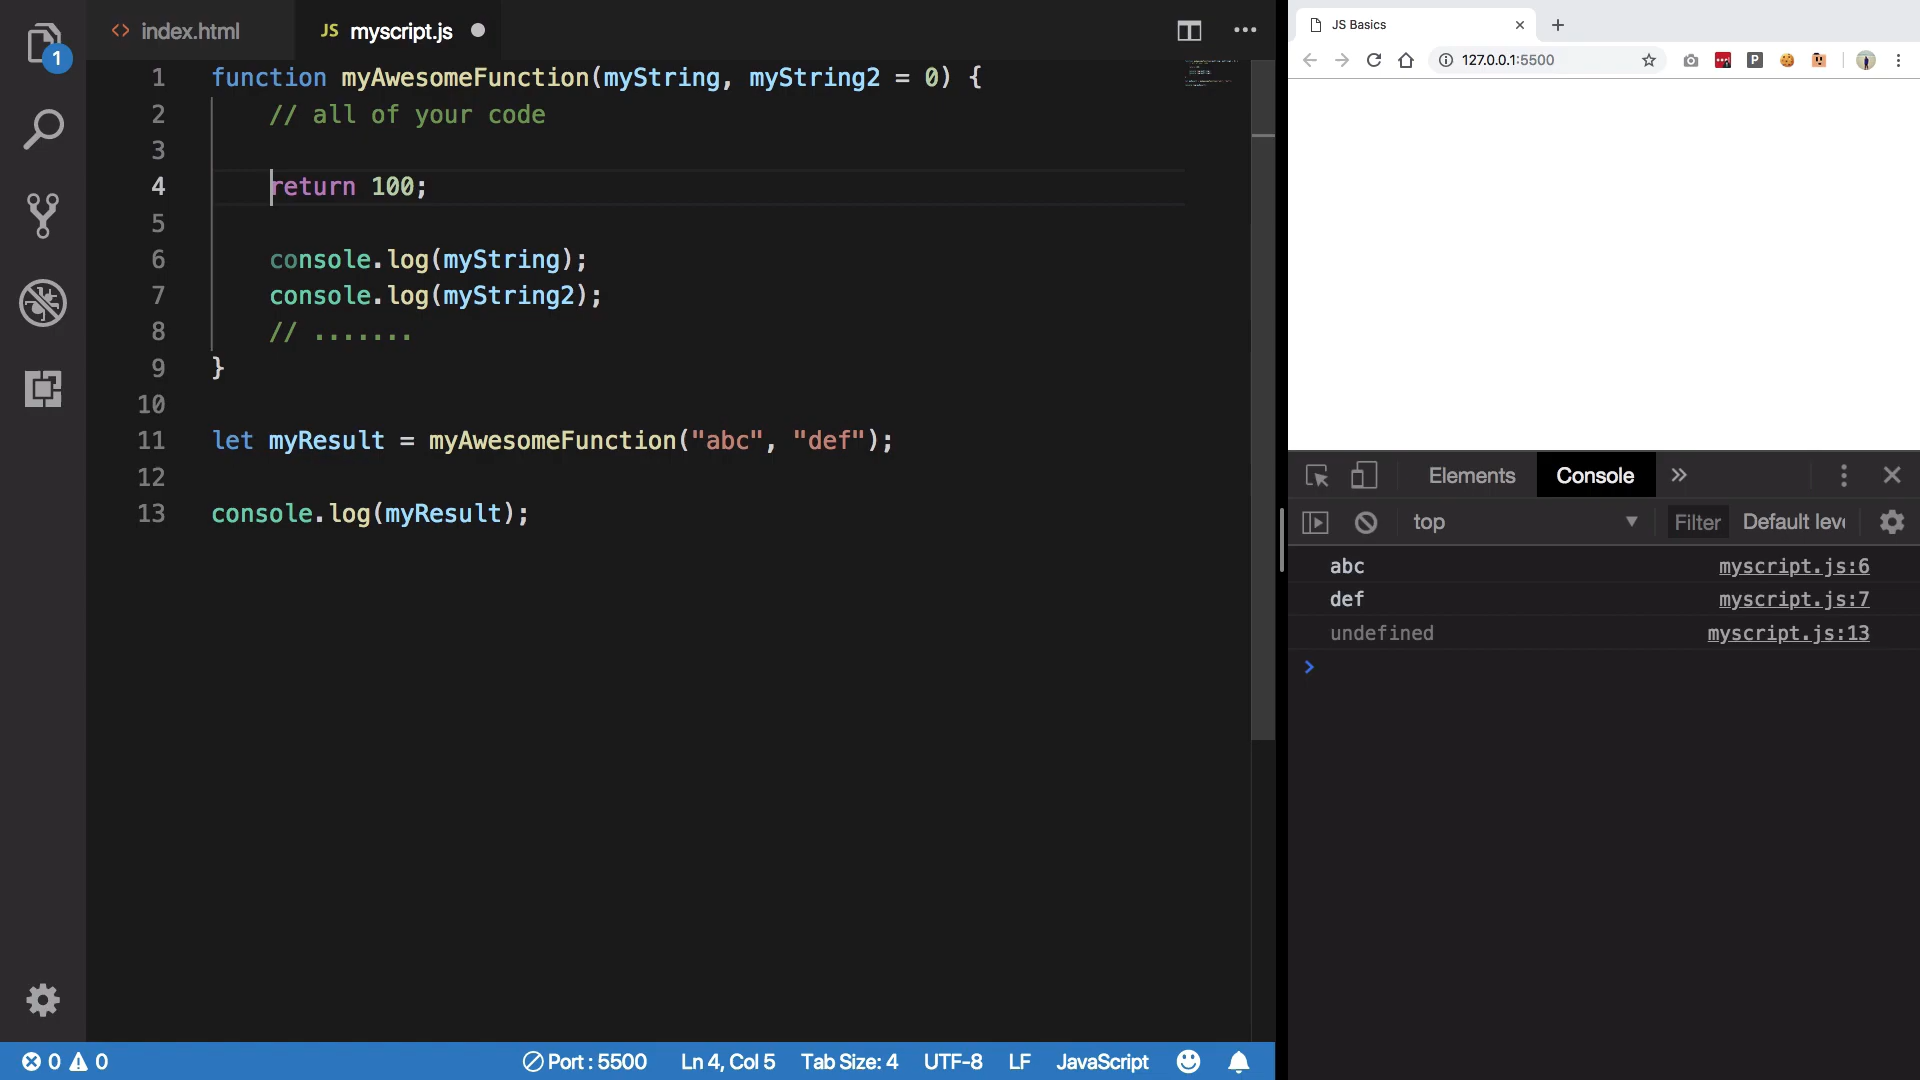 1
index.html
JS myscript.js
1 function myAwesomeFunction(myString, myString2 = 0) {
2 // all of your code
3
4 return 100;
5
6 console.log(myString);
7 console.log(myString2);
8 // .......
9 }
10
11 let myResult = myAwesomeFunction("abc", "def");
12
13 console.log(myResult);
0 0 Port : 5500 Ln 4, Col 5 Tab Size: 4 UTF-8 LF JavaScript
JS Basics
127.0.0.1:5500
P
Elements Console
top Filter Default leve
abc myscript.js:6
def myscript.js:7
undefined myscript.js:13